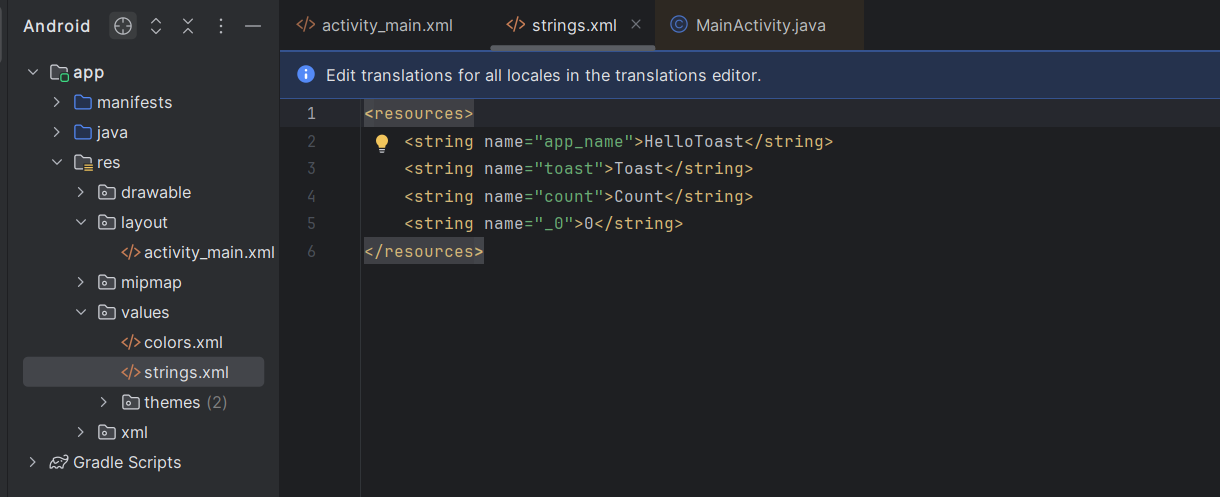 Android
app
manifests
java
res
drawable
layout
activity_main.xml
mipmap
values
colors.xml
strings.xml
themes (2)
xml
Gradle Scripts
activity_main.xml
strings.xml
MainActivity.java
Edit translations for all locales in the translations editor.
1 <resources>
2 <string name="app_name">HelloToast</string>
3 <string name="toast">Toast</string>
4 <string name="count">Count</string>
5 <string name="_0">0</string>
6 </resources>